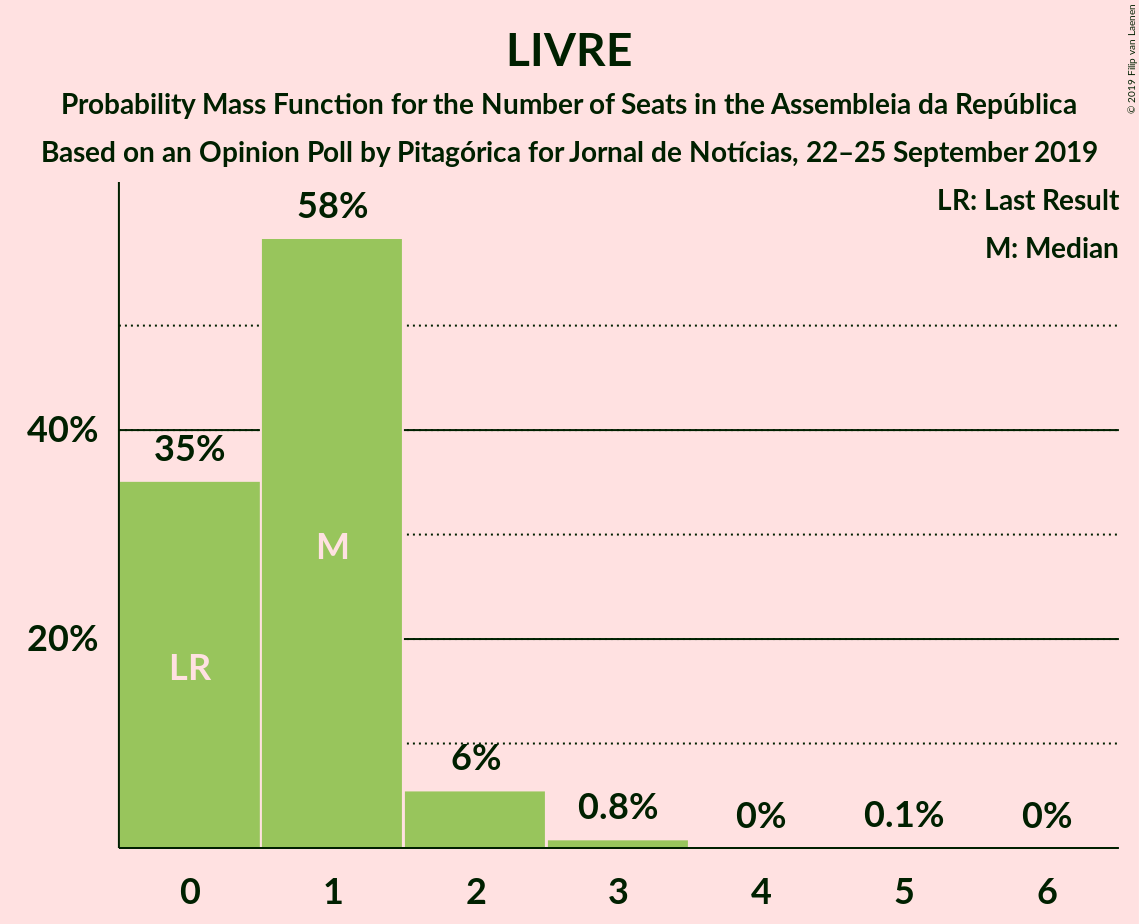 LIVRE
Probability Mass Function for the Number of Seats in the Assembleia da República
Based on an Opinion Poll by Pitagórica for Jornal de Notícias, 22–25 September 2019
© 2019 Filip van Laenen
LR: Last Result
M: Median
58%
40%
35%
M
20%
LR
6%
0.8%
0%
0.1%
0%
0 1 2 3 4 5 6